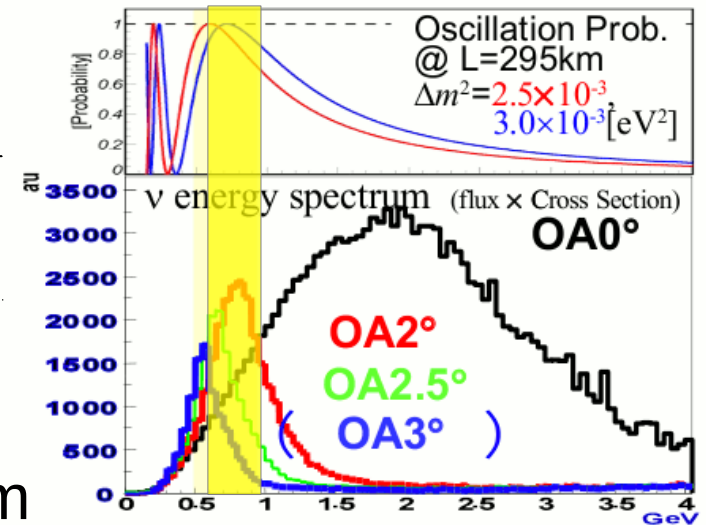 Oscillation Prob.
@ L=295km
Δm²=2.5×10⁻³,
3.0×10⁻³[eV²]
[Probability]
1
0.8
0.6
0.4
0.2
0
au
ν energy spectrum (flux × Cross Section)
OA0°
OA2°
OA2.5°
( OA3° )
3500
3000
2500
2000
1500
1000
500
0
0 0.5 1 1.5 2 2.5 3 3.5 4
GeV
m